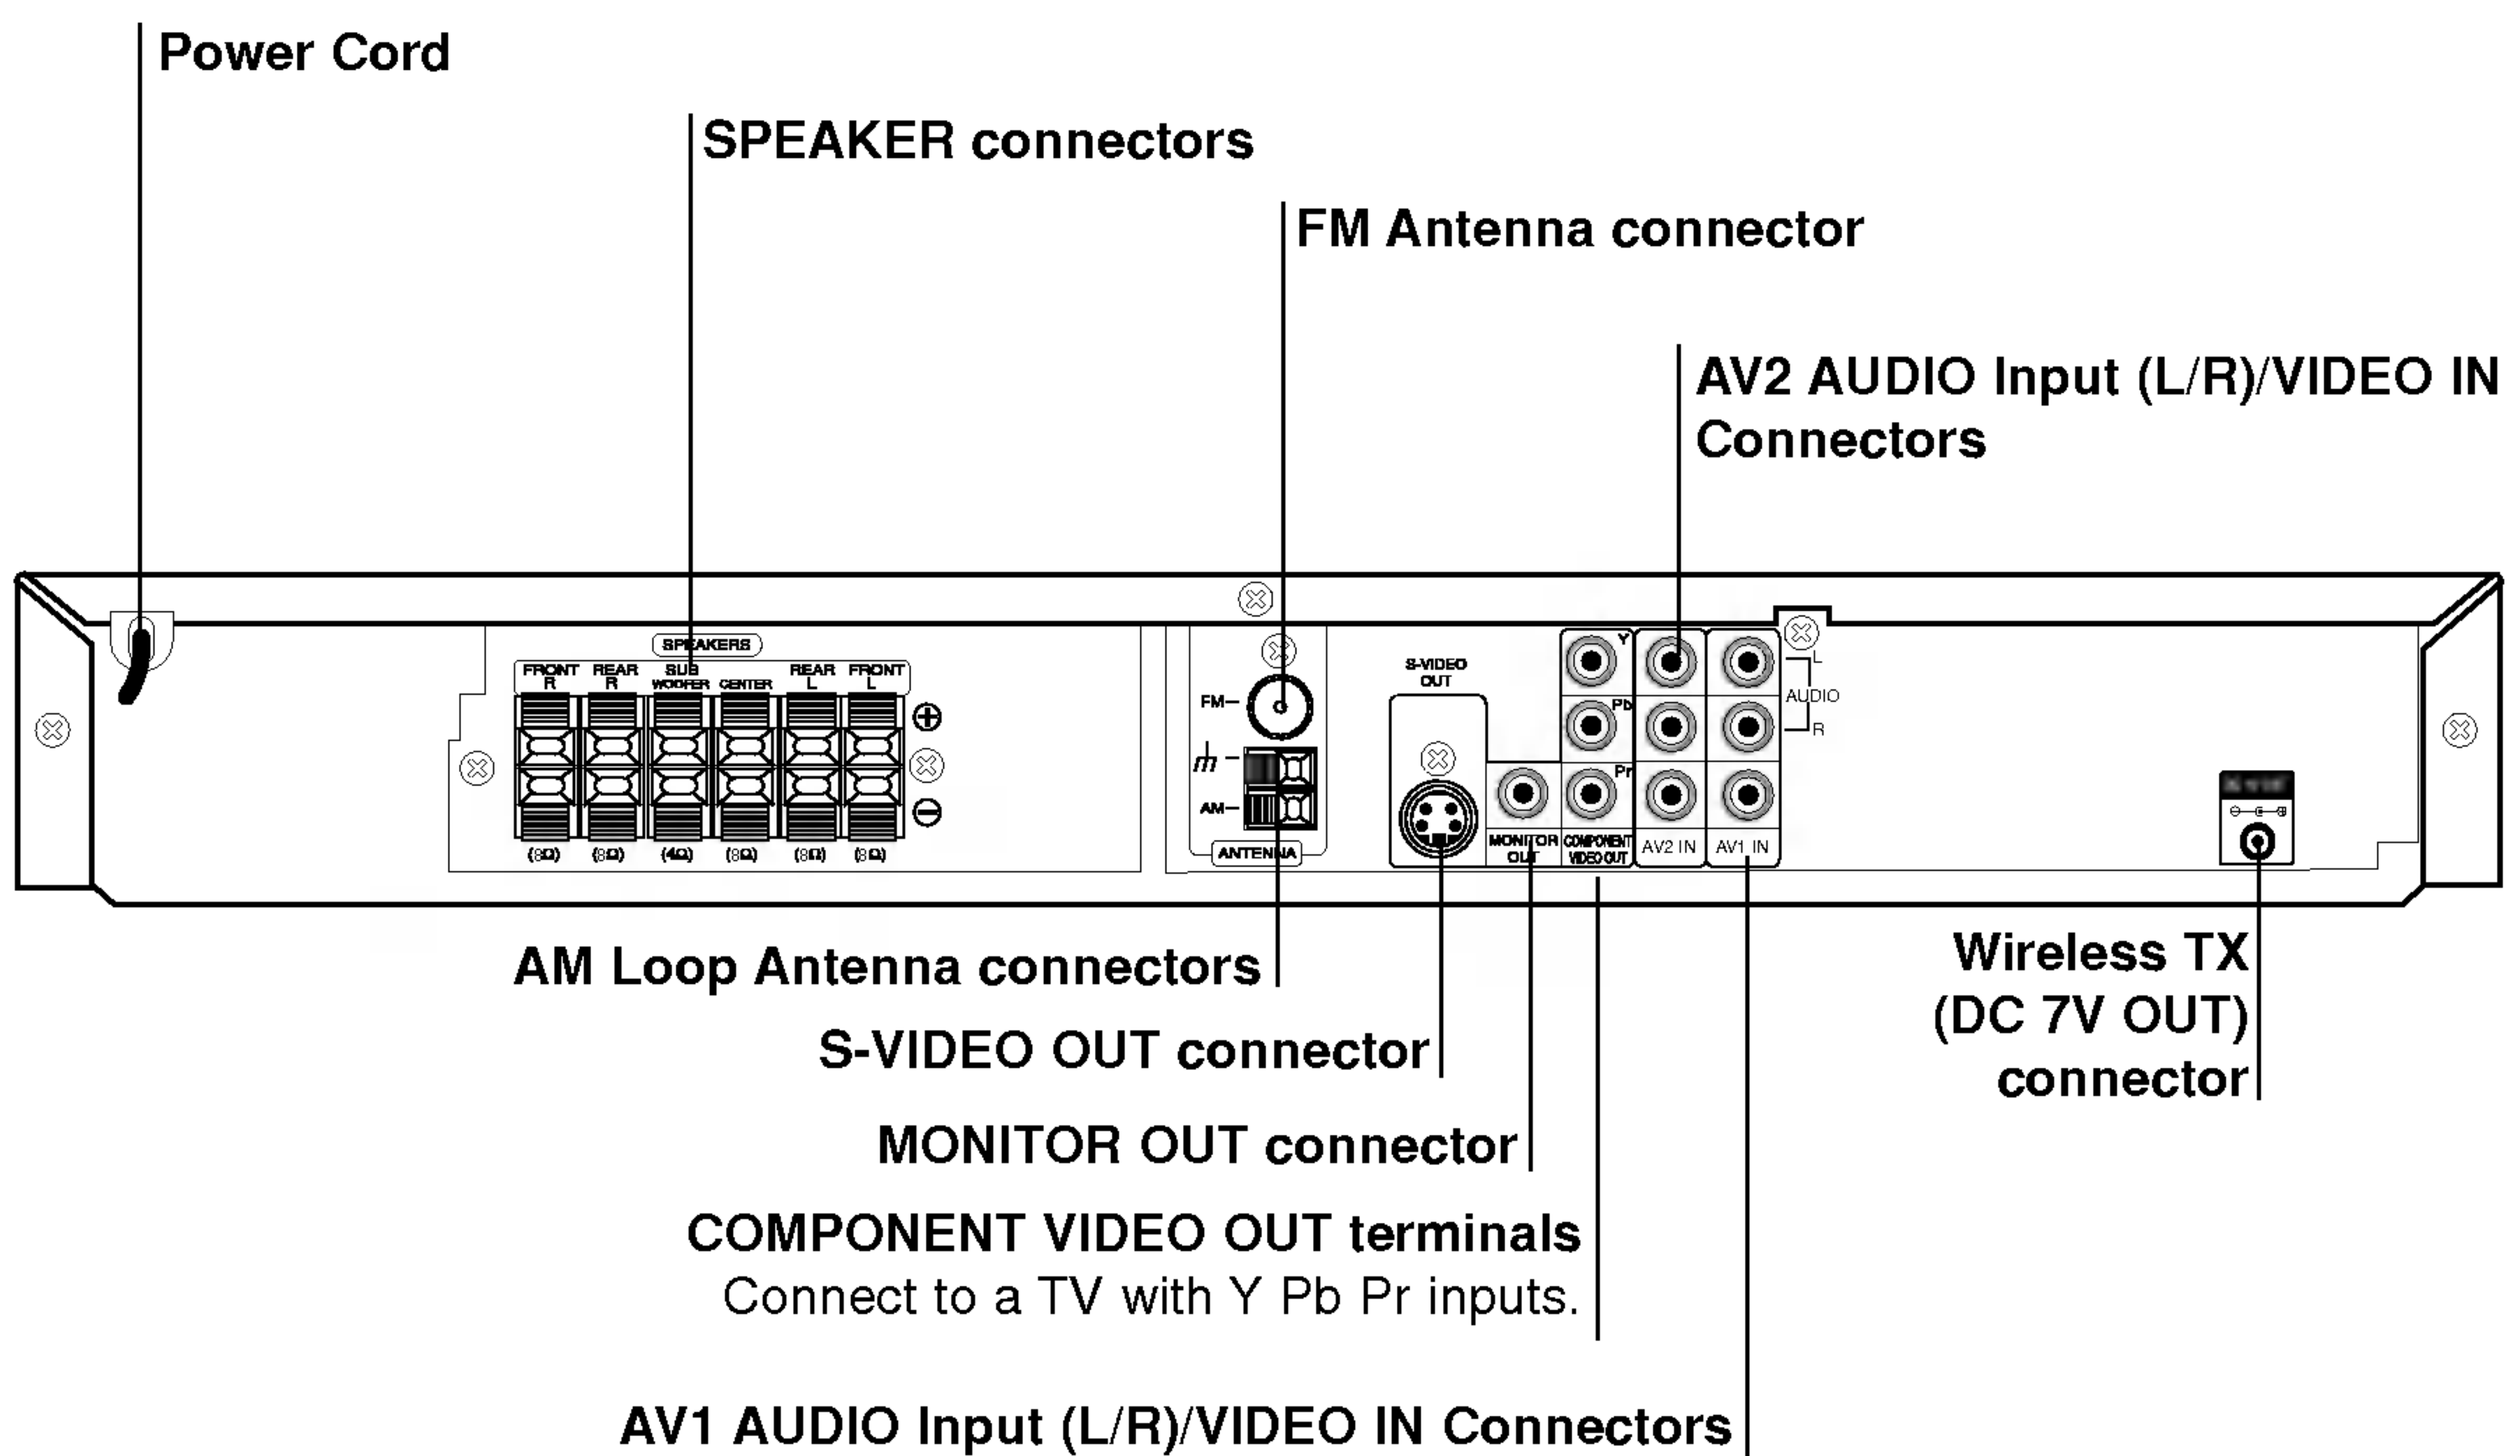 Power Cord
SPEAKER connectors
FM Antenna connector
AV2 AUDIO Input (L/R)/VIDEO IN
Connectors
SPEAKERS
FRONT REAR SUB REAR FRONT
R R WOOFER CENTER L L
(8Ω) (8Ω) (4Ω) (8Ω) (8Ω) (8Ω)
FM
AM
ANTENNA
S-VIDEO
OUT
Y
Pb
Pr
L
AUDIO
R
MONITOR
OUT
COMPONENT
VIDEO OUT
AV2 IN
AV1 IN
AM Loop Antenna connectors
S-VIDEO OUT connector
MONITOR OUT connector
COMPONENT VIDEO OUT terminals
Connect to a TV with Y Pb Pr inputs.
AV1 AUDIO Input (L/R)/VIDEO IN Connectors
Wireless TX
(DC 7V OUT)
connector